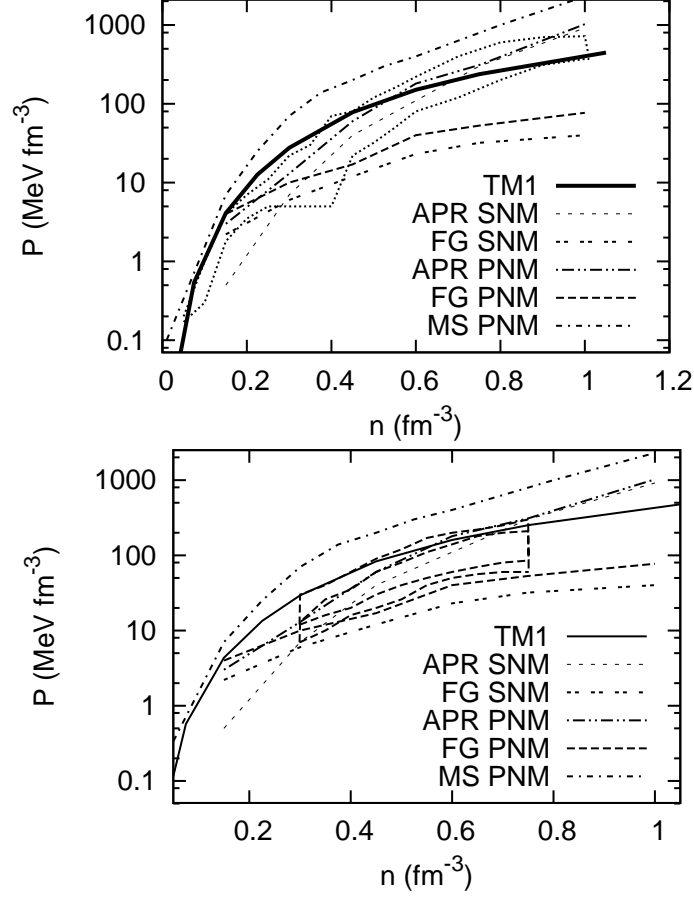 1000
100
10
1
0.1
P (MeV fm-3)
TM1
APR SNM
FG SNM
APR PNM
FG PNM
MS PNM
0 0.2 0.4 0.6 0.8 1 1.2
n (fm-3)
1000
100
10
1
0.1
P (MeV fm-3)
TM1
APR SNM
FG SNM
APR PNM
FG PNM
MS PNM
0.2 0.4 0.6 0.8 1
n (fm-3)